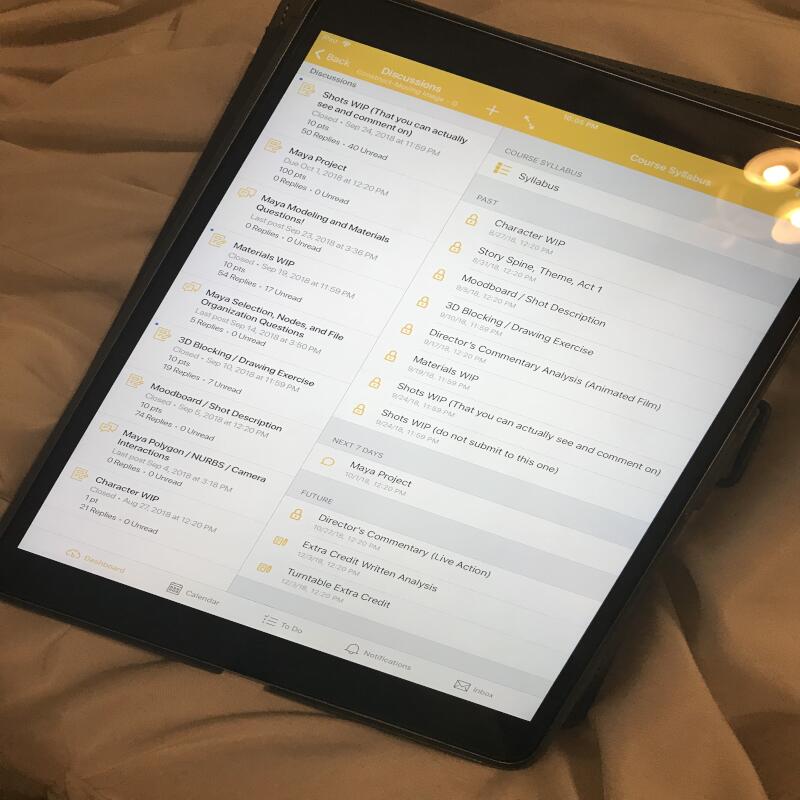 iPad
Back
Discussions
Construct-Moving Image - G
10:05 PM
Course Syllabus
Discussions
Shots WIP (That you can actually
see and comment on)
Closed • Sep 24, 2018 at 11:59 PM
10 pts
50 Replies • 40 Unread
Maya Project
Due Oct 1, 2018 at 12:20 PM
100 pts
0 Replies • 0 Unread
Maya Modeling and Materials
Questions!
Last post Sep 23, 2018 at 3:36 PM
0 Replies • 0 Unread
Materials WIP
Closed • Sep 19, 2018 at 11:59 PM
10 pts
54 Replies • 17 Unread
Maya Selection, Nodes, and File
Organization Questions
Last post Sep 14, 2018 at 3:50 PM
5 Replies • 0 Unread
3D Blocking / Drawing Exercise
Closed • Sep 10, 2018 at 11:59 PM
10 pts
19 Replies • 7 Unread
Moodboard / Shot Description
Closed • Sep 5, 2018 at 12:20 PM
10 pts
74 Replies • 0 Unread
Maya Polygon / NURBS / Camera
Interactions
Last post Sep 4, 2018 at 3:18 PM
0 Replies • 0 Unread
Character WIP
Closed • Aug 27, 2018 at 12:20 PM
1 pt
21 Replies • 0 Unread
COURSE SYLLABUS
Syllabus
PAST
Character WIP
8/27/18, 12:20 PM
Story Spine, Theme, Act 1
8/31/18, 12:20 PM
Moodboard / Shot Description
9/5/18, 12:20 PM
3D Blocking / Drawing Exercise
9/10/18, 11:59 PM
Director's Commentary Analysis (Animated Film)
9/17/18, 12:20 PM
Materials WIP
9/19/18, 11:59 PM
Shots WIP (That you can actually see and comment on)
9/24/18, 11:59 PM
Shots WIP (do not submit to this one)
9/24/18, 11:59 PM
NEXT 7 DAYS
Maya Project
10/1/18, 12:20 PM
FUTURE
Director's Commentary (Live Action)
10/22/18, 12:20 PM
Extra Credit Written Analysis
12/3/18, 12:20 PM
Turntable Extra Credit
12/3/18, 12:20 PM
Dashboard
Calendar
To Do
Notifications
Inbox